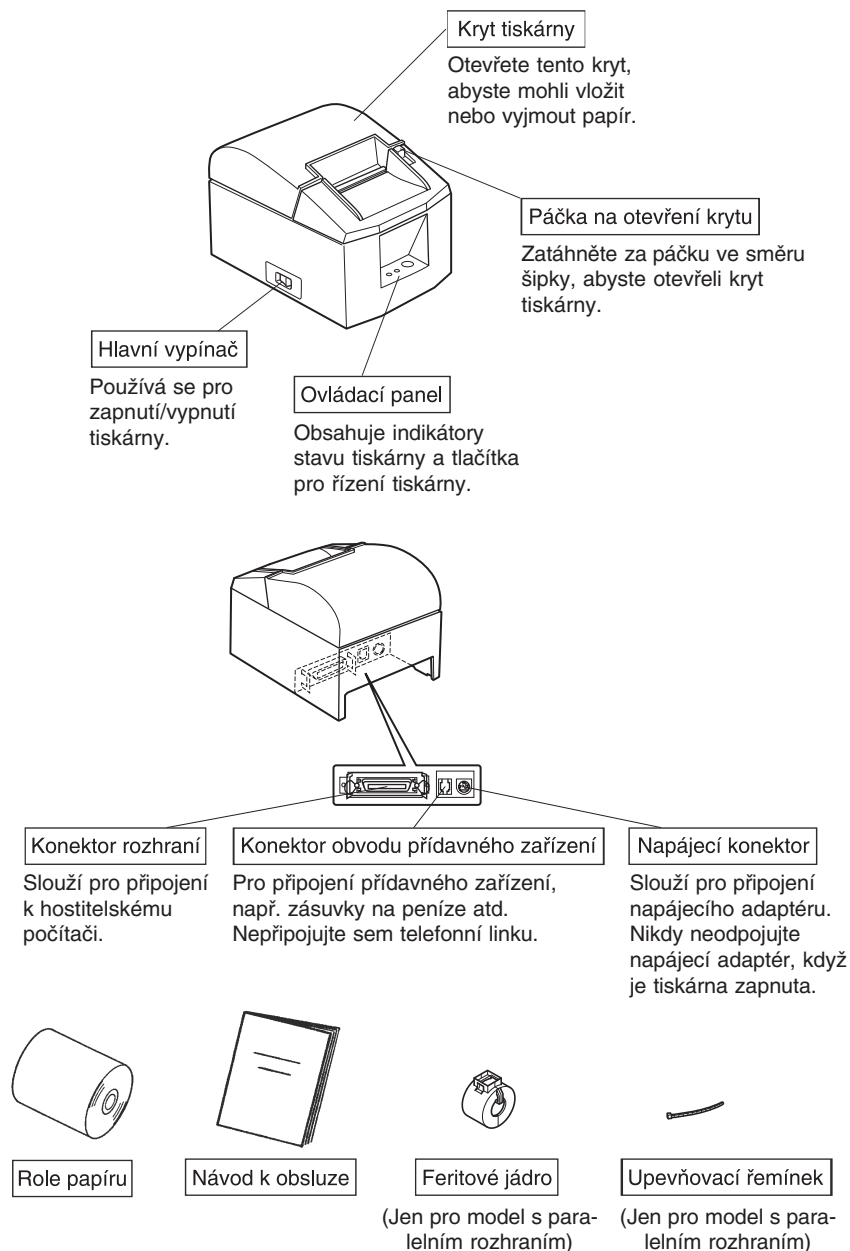 Kryt tiskárny
Otevřete tento kryt,
abyste mohli vložit
nebo vyjmout papír.
Páčka na otevření krytu
Zatáhněte za páčku ve směru
šipky, abyste otevřeli kryt
tiskárny.
Hlavní vypínač
Používá se pro
zapnutí/vypnutí
tiskárny.
Ovládací panel
Obsahuje indikátory
stavu tiskárny a tlačítka
pro řízení tiskárny.
Konektor rozhraní
Slouží pro připojení
k hostitelskému
počítači.
Konektor obvodu přídavného zařízení
Pro připojení přídavného zařízení,
např. zásuvky na peníze atd.
Nepřipojujte sem telefonní linku.
Napájecí konektor
Slouží pro připojení
napájecího adaptéru.
Nikdy neodpojujte
napájecí adaptér, když
je tiskárna zapnuta.
Role papíru
Návod k obsluze
Feritové jádro
(Jen pro model s para-
lelním rozhraním)
Upevňovací řemínek
(Jen pro model s para-
lelním rozhraním)